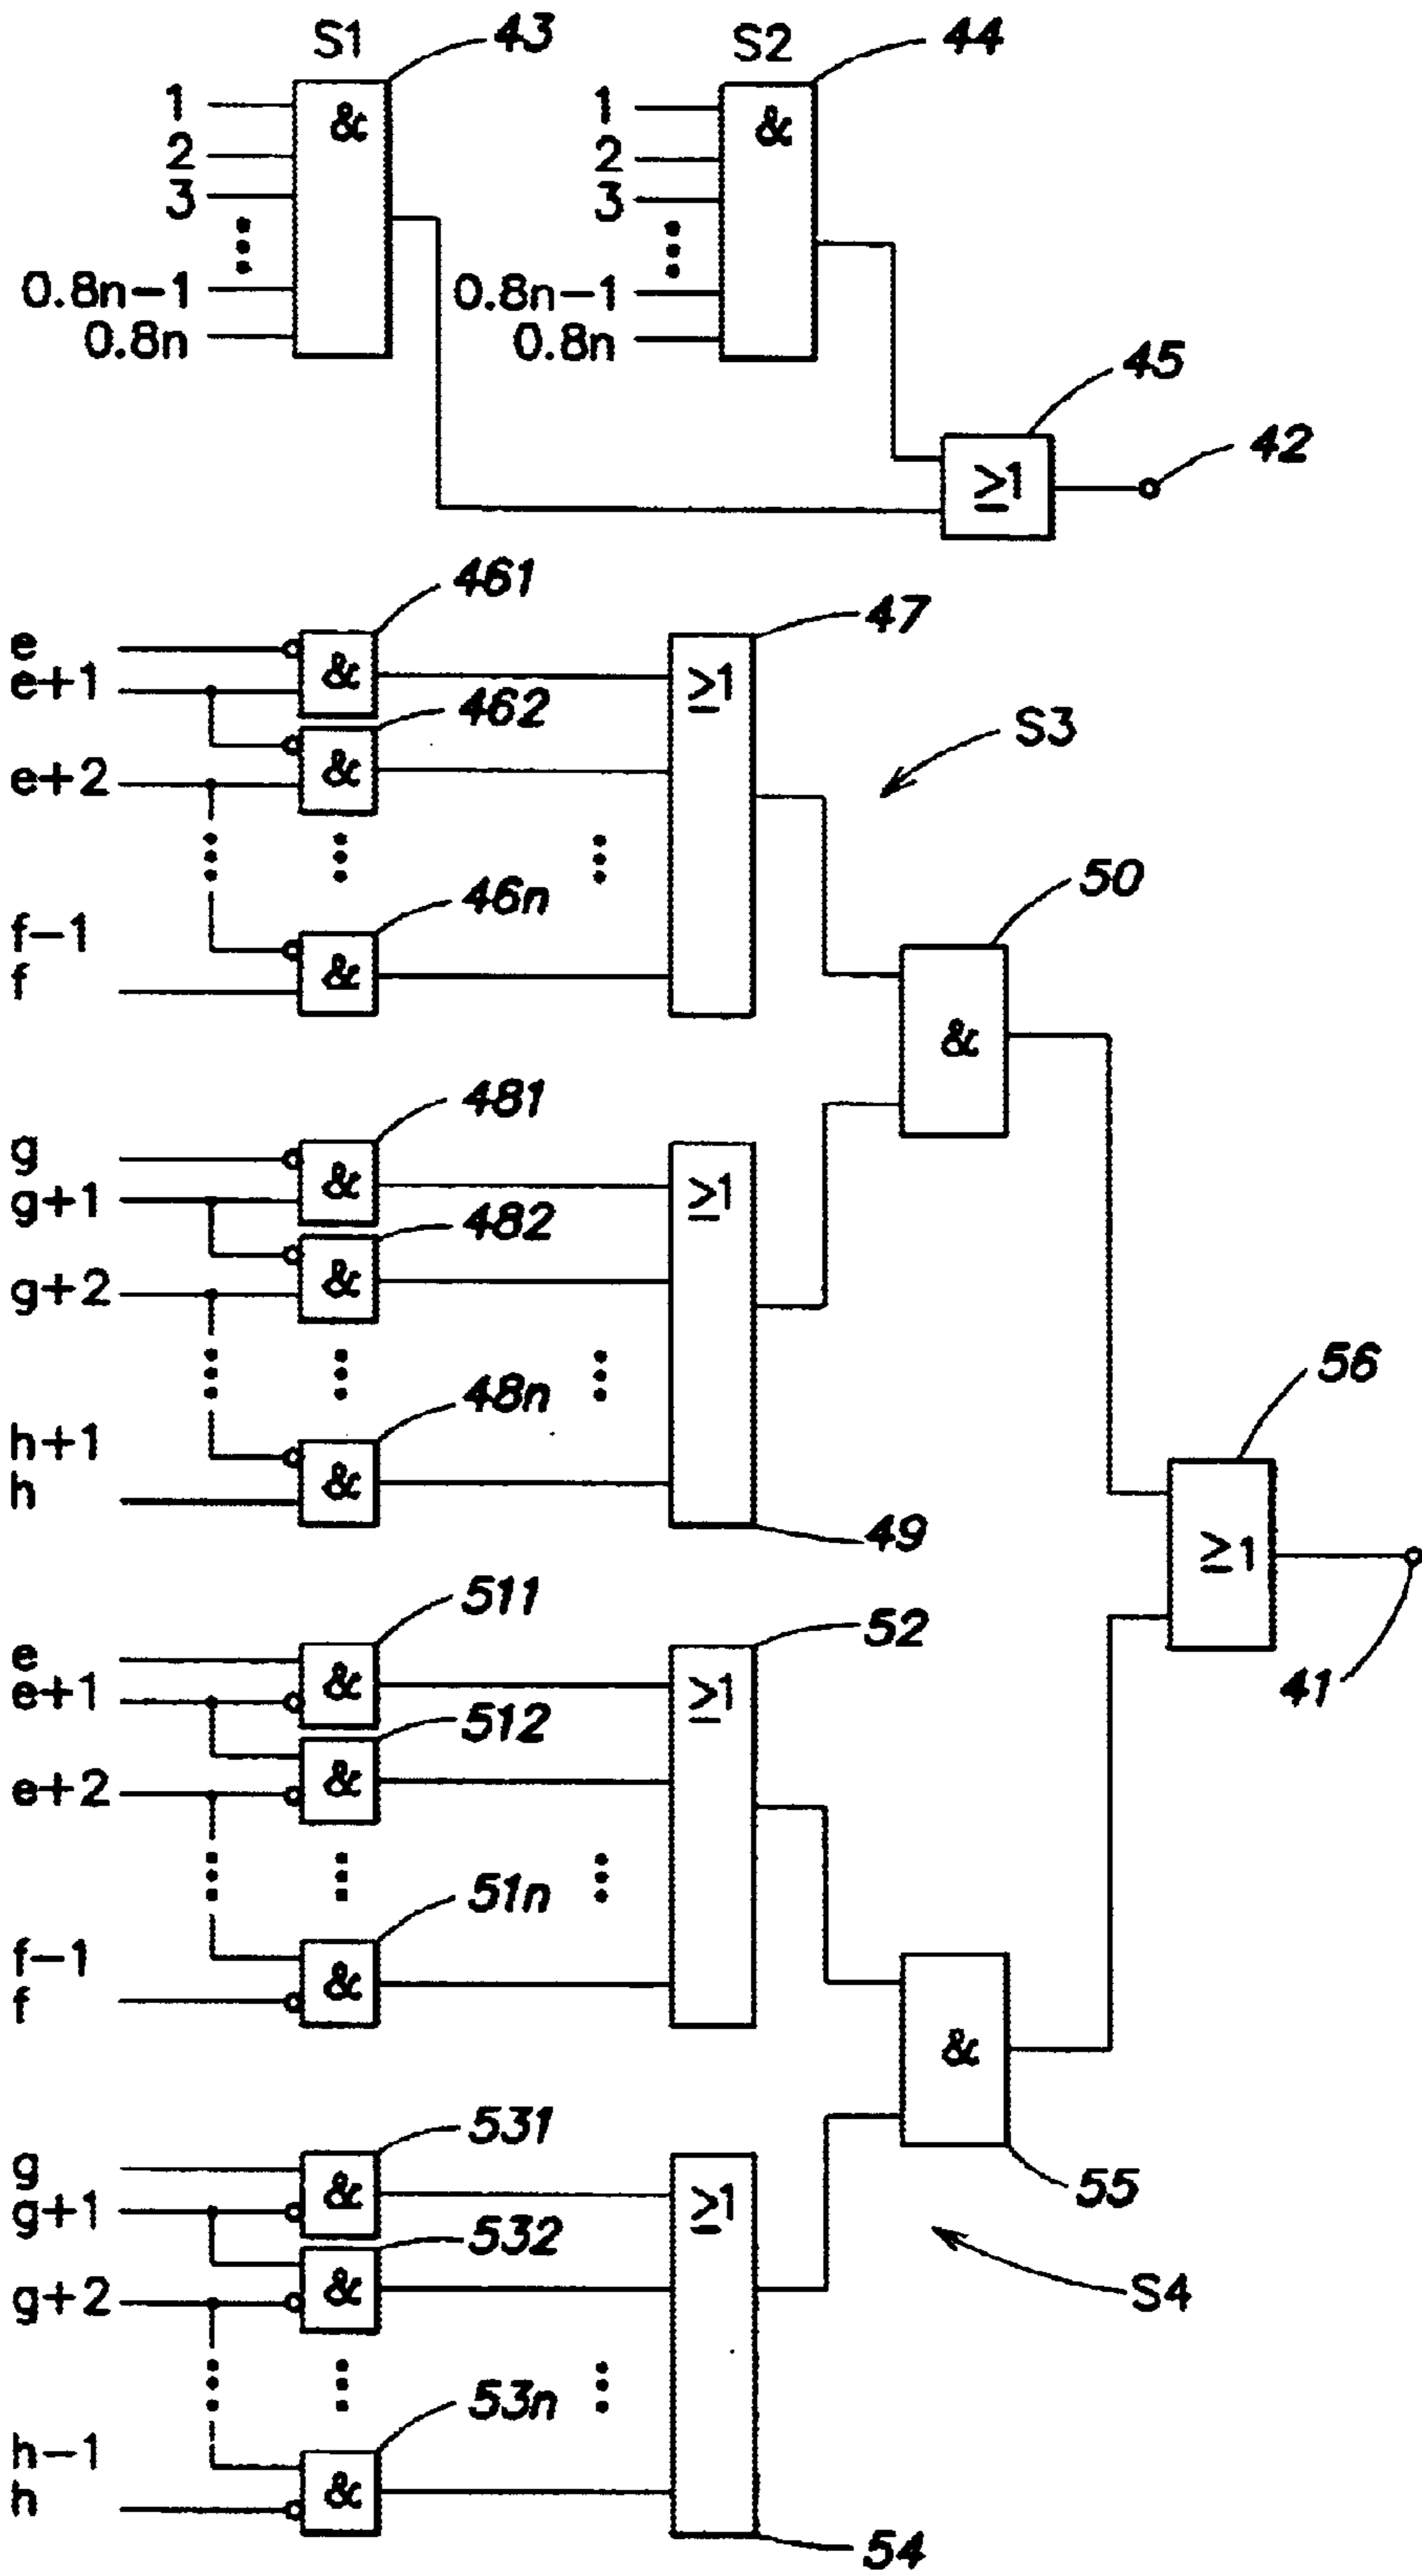 S1 43 S2 44
1 & 1 &
2 2
3 3
0.8n-1 0.8n-1
0.8n 0.8n
45
≥1 42
461
e & 47
e+1 ≥1
462
e+2 & S3
50
46n
f-1 &
f
&
481
g &
g+1 ≥1
482
g+2 &
56
48n
h+1 &
h
49
≥1
511
e & 52
e+1 ≥1
41
512
e+2 &
51n
f-1 &
f
&
55
531
g &
g+1 ≥1
532
g+2 & S4
53n
h-1 &
h
54